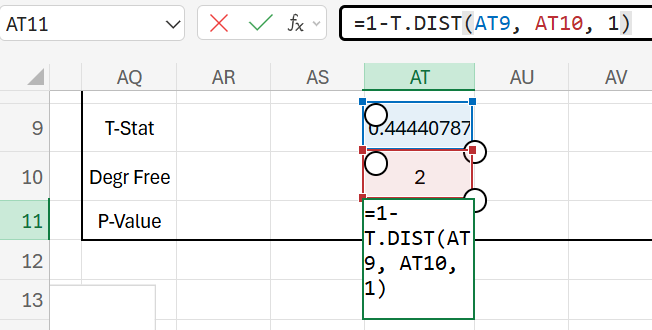 AT11 fx =1-T.DIST(AT9, AT10, 1)
AQ AR AS AT AU AV
9 T-Stat 0.44440787
10 Degr Free 2
11 P-Value =1-
T.DIST(AT
9, AT10,
1)
12
13